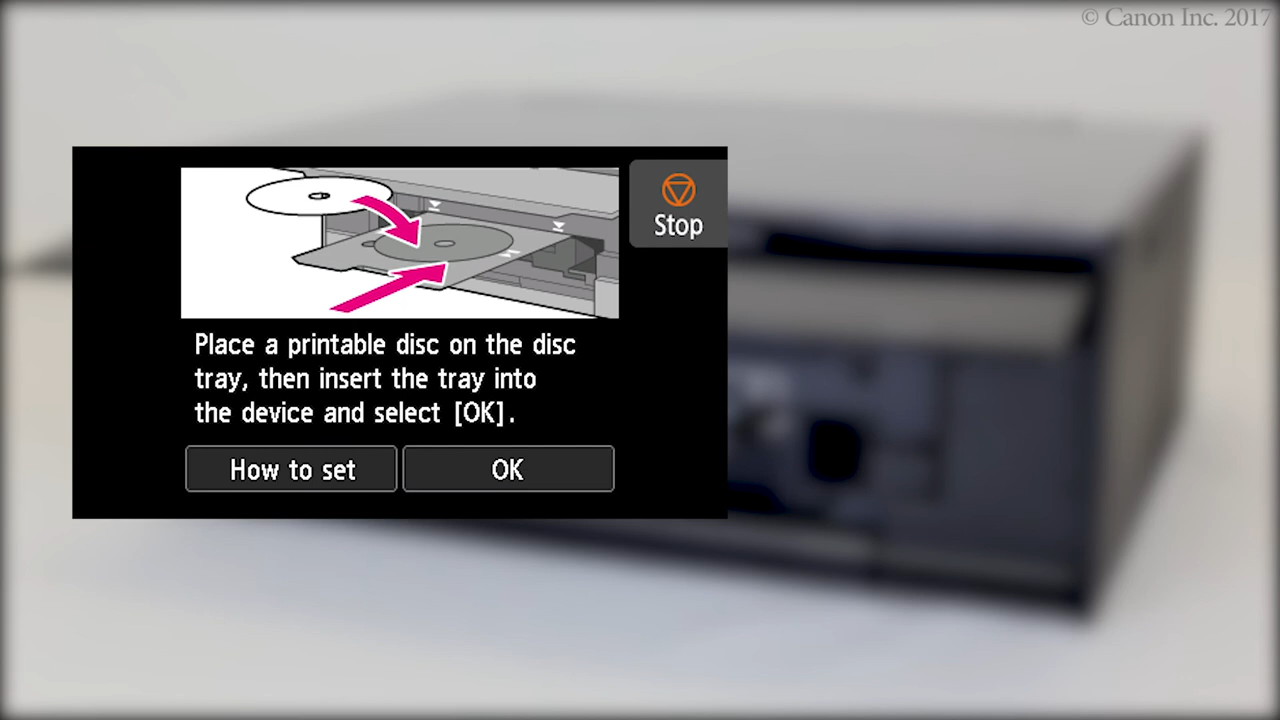 © Canon Inc. 2017
Stop
Place a printable disc on the disc
tray, then insert the tray into
the device and select [OK].
How to set
OK